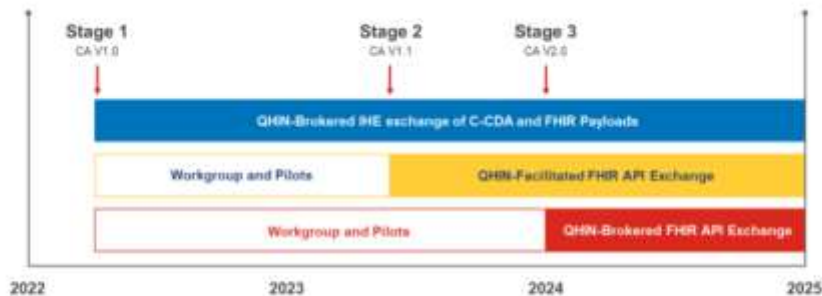 Stage 1
CA V1.0
Stage 2
CA V1.1
Stage 3
CA V2.0
QHIN-Brokered IHE exchange of C-CDA and FHIR Payloads
Workgroup and Pilots
QHIN-Facilitated FHIR API Exchange
Workgroup and Pilots
QHIN-Brokered FHIR API Exchange
2022
2023
2024
2025